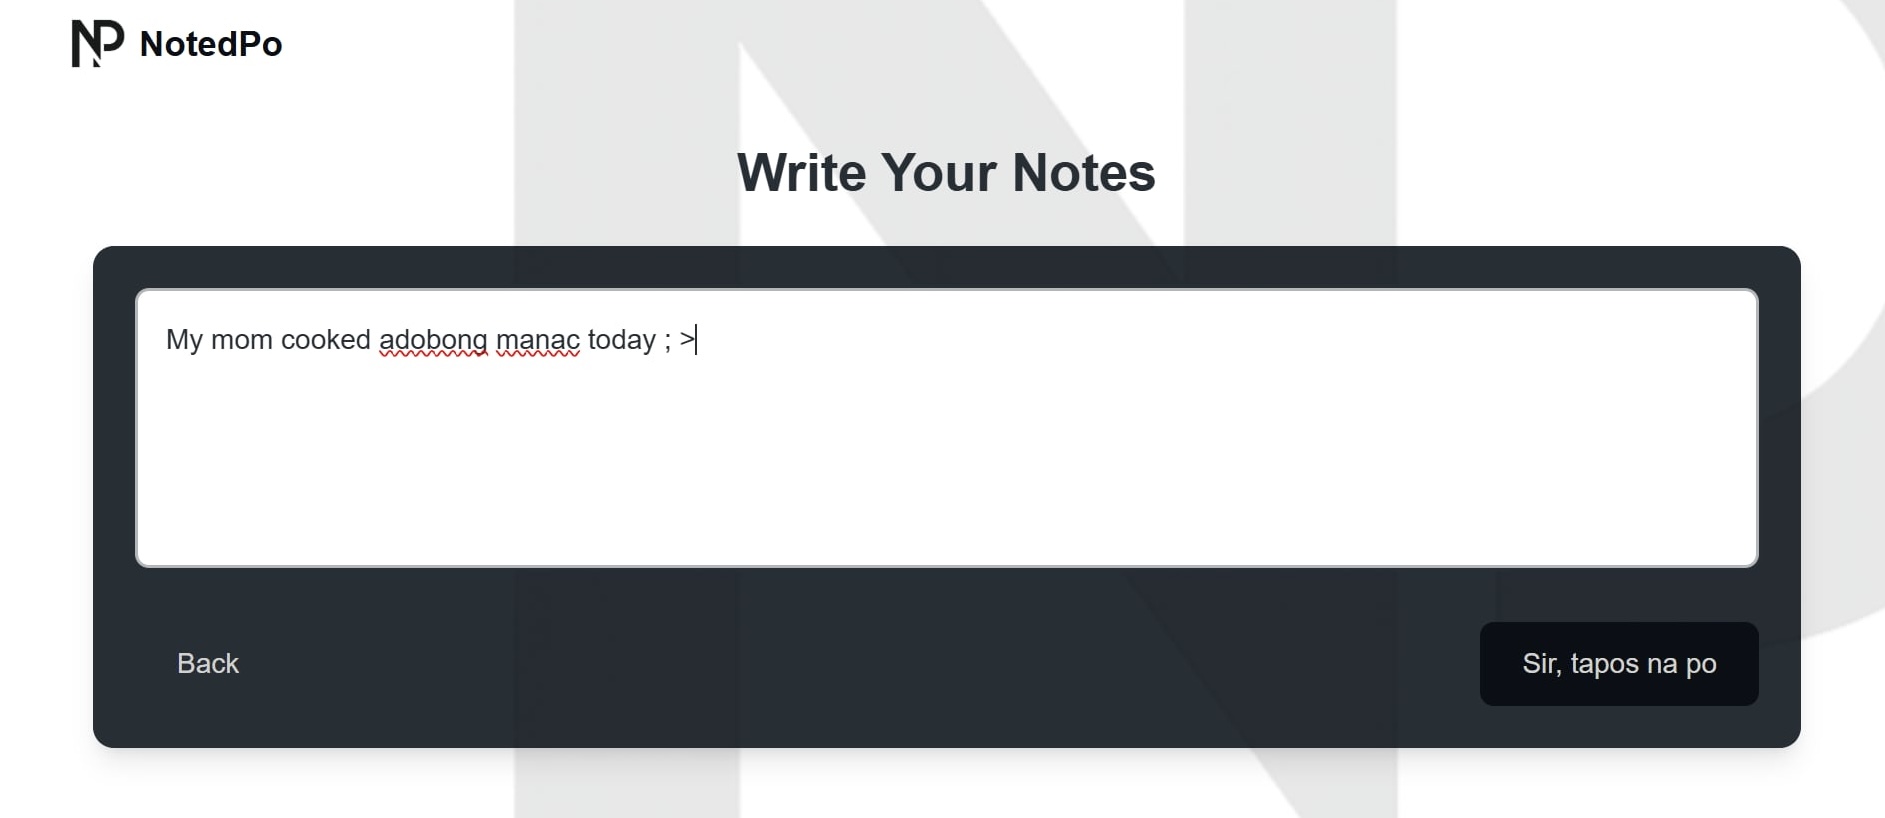 NotedPo
Write Your Notes
My mom cooked adobong manac today ; >
Back
Sir, tapos na po